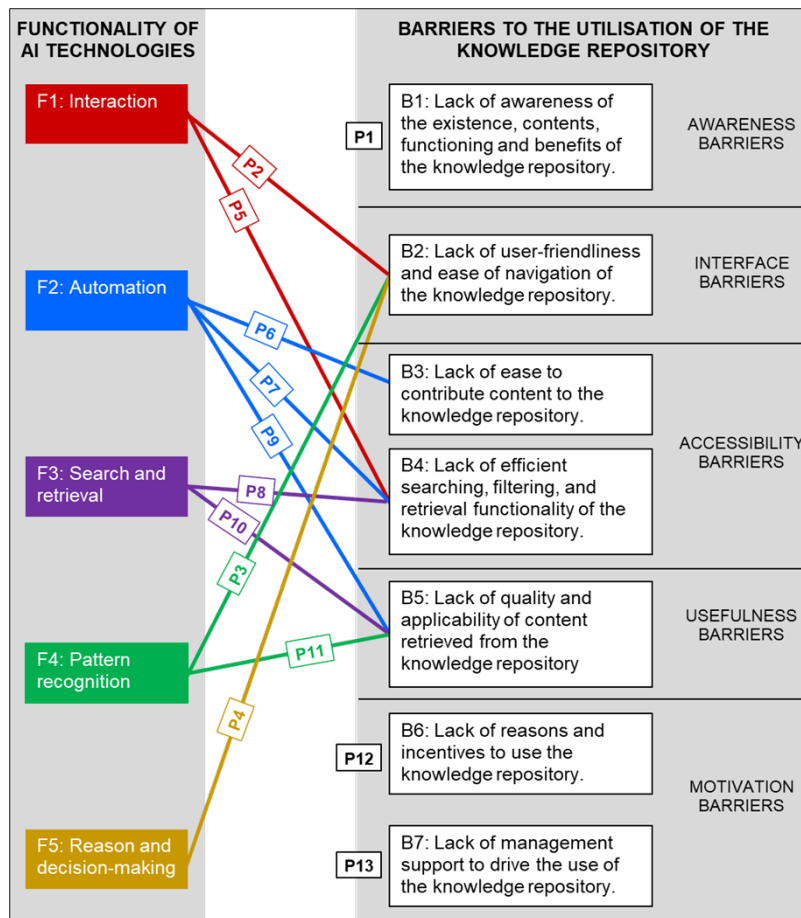 FUNCTIONALITY OF
AI TECHNOLOGIES
BARRIERS TO THE UTILISATION OF THE
KNOWLEDGE REPOSITORY
F1: Interaction
F2: Automation
F3: Search and
retrieval
F4: Pattern
recognition
F5: Reason and
decision-making
P2
P5
P6
P7
P9
P8
P10
P3
P11
P4
P1
B1: Lack of awareness of
the existence, contents,
functioning and benefits of
the knowledge repository.
AWARENESS
BARRIERS
B2: Lack of user-friendliness
and ease of navigation of
the knowledge repository.
INTERFACE
BARRIERS
B3: Lack of ease to
contribute content to the
knowledge repository.
B4: Lack of efficient
searching, filtering, and
retrieval functionality of the
knowledge repository.
ACCESSIBILITY
BARRIERS
B5: Lack of quality and
applicability of content
retrieved from the
knowledge repository
USEFULNESS
BARRIERS
P12
B6: Lack of reasons and
incentives to use the
knowledge repository.
P13
B7: Lack of management
support to drive the use of
the knowledge repository.
MOTIVATION
BARRIERS